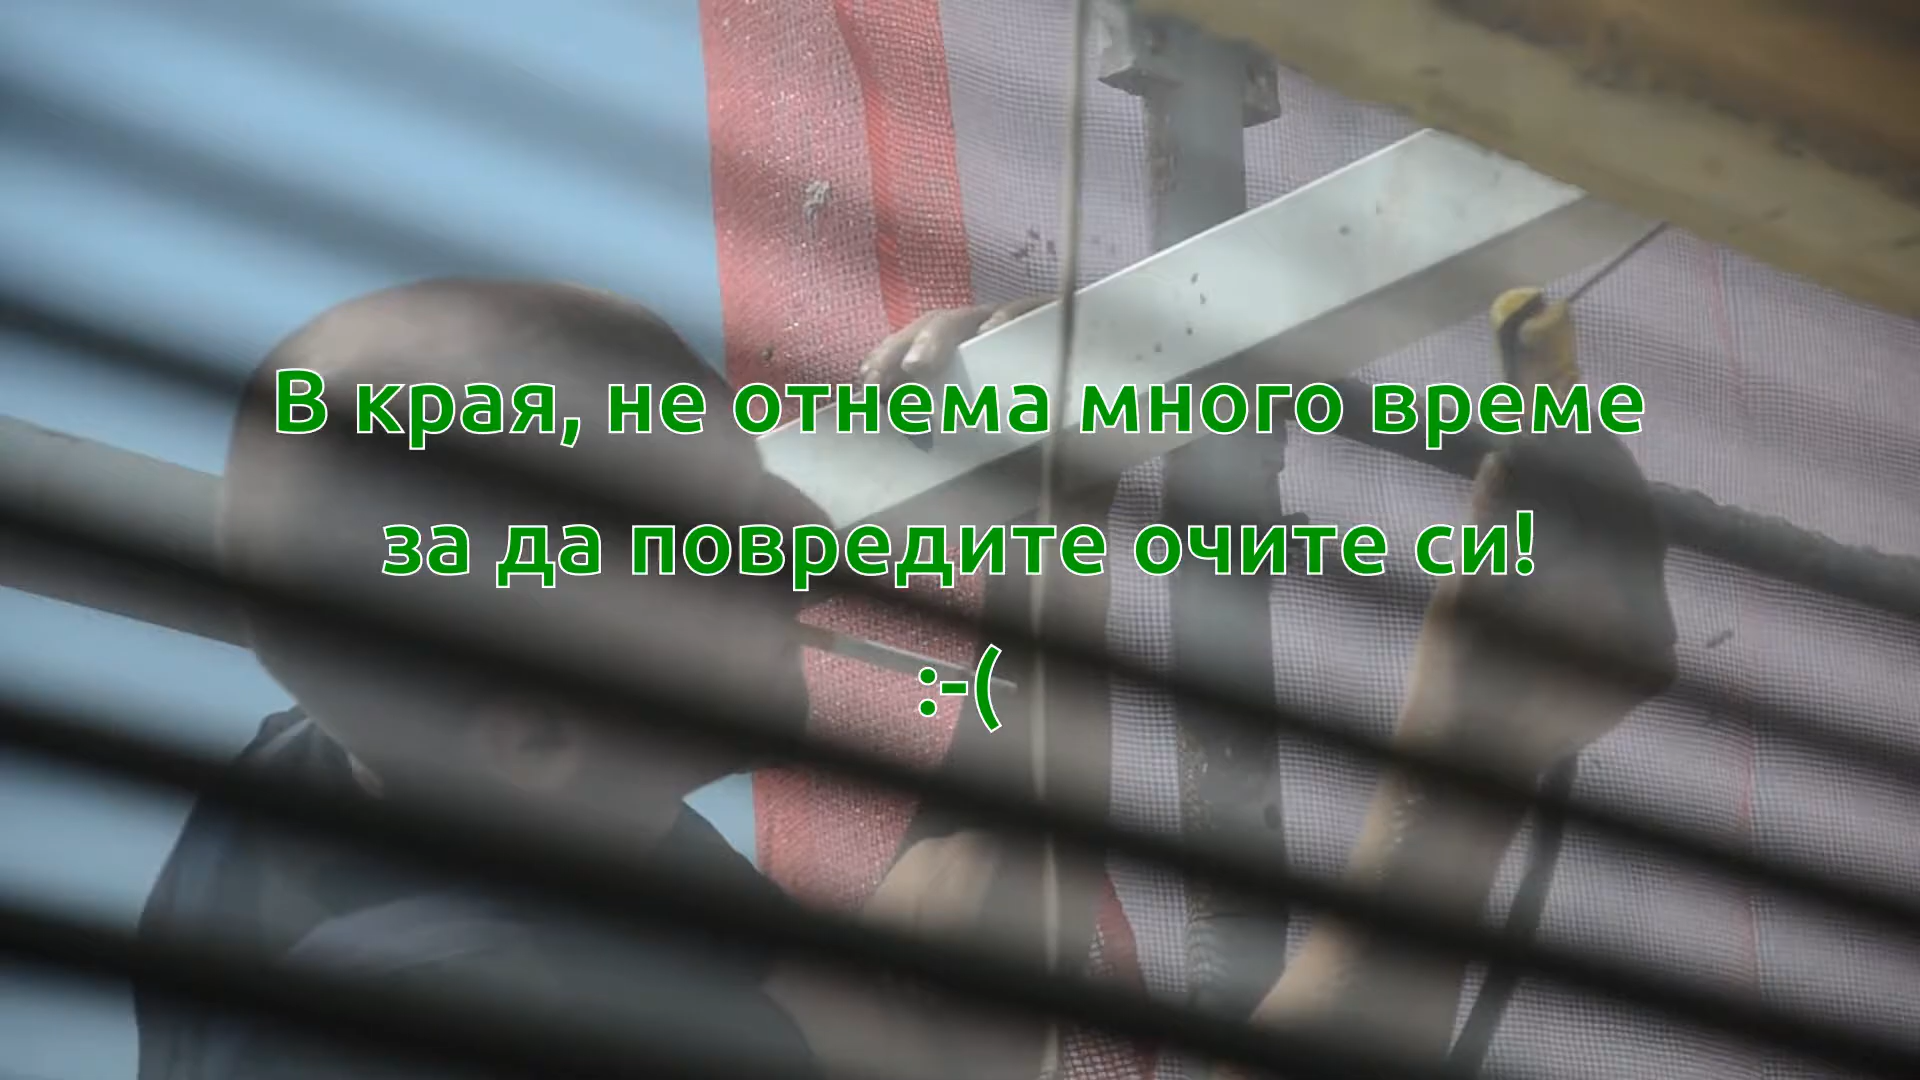 В края, не отнема много време
за да повредите очите си!
:-(